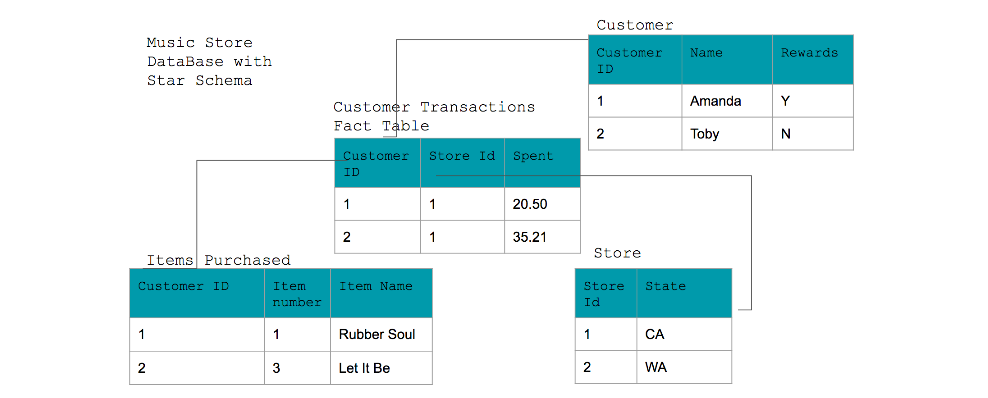 Music Store
DataBase with
Star Schema
Customer
Customer ID Name Rewards
1 Amanda Y
2 Toby N
Customer Transactions
Fact Table
Customer ID Store Id Spent
1 1 20.50
2 1 35.21
Items Purchased
Customer ID Item number Item Name
1 1 Rubber Soul
2 3 Let It Be
Store
Store Id State
1 CA
2 WA